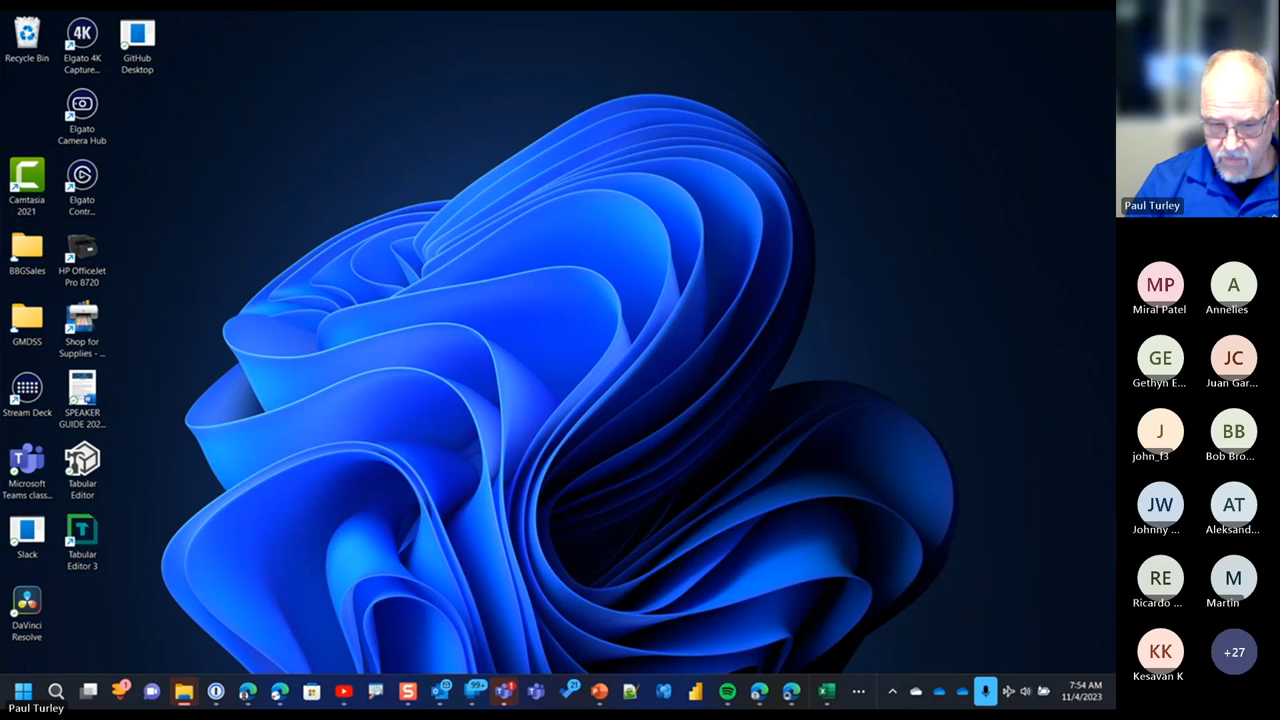 Recycle Bin
4K
Elgato 4K
Capture...
GitHub
Desktop
Elgato
Camera Hub
Camtasia
2021
Elgato
Contr...
BBGSales
HP OfficeJet
Pro 8720
GMDSS
Shop for
Supplies - ...
Stream Deck
SPEAKER
GUIDE 202...
Microsoft
Teams class...
Tabular
Editor
Slack
Tabular
Editor 3
DaVinci
Resolve
99+
1
21
7:54 AM
11/4/2023
Paul Turley
Paul Turley
MP
Miral Patel
A
Annelies
GE
Gethyn E...
JC
Juan Gar...
J
john_f3
BB
Bob Bro...
JW
Johnny ...
AT
Aleksand...
RE
Ricardo ...
M
Martin
KK
Kesavan K
+27